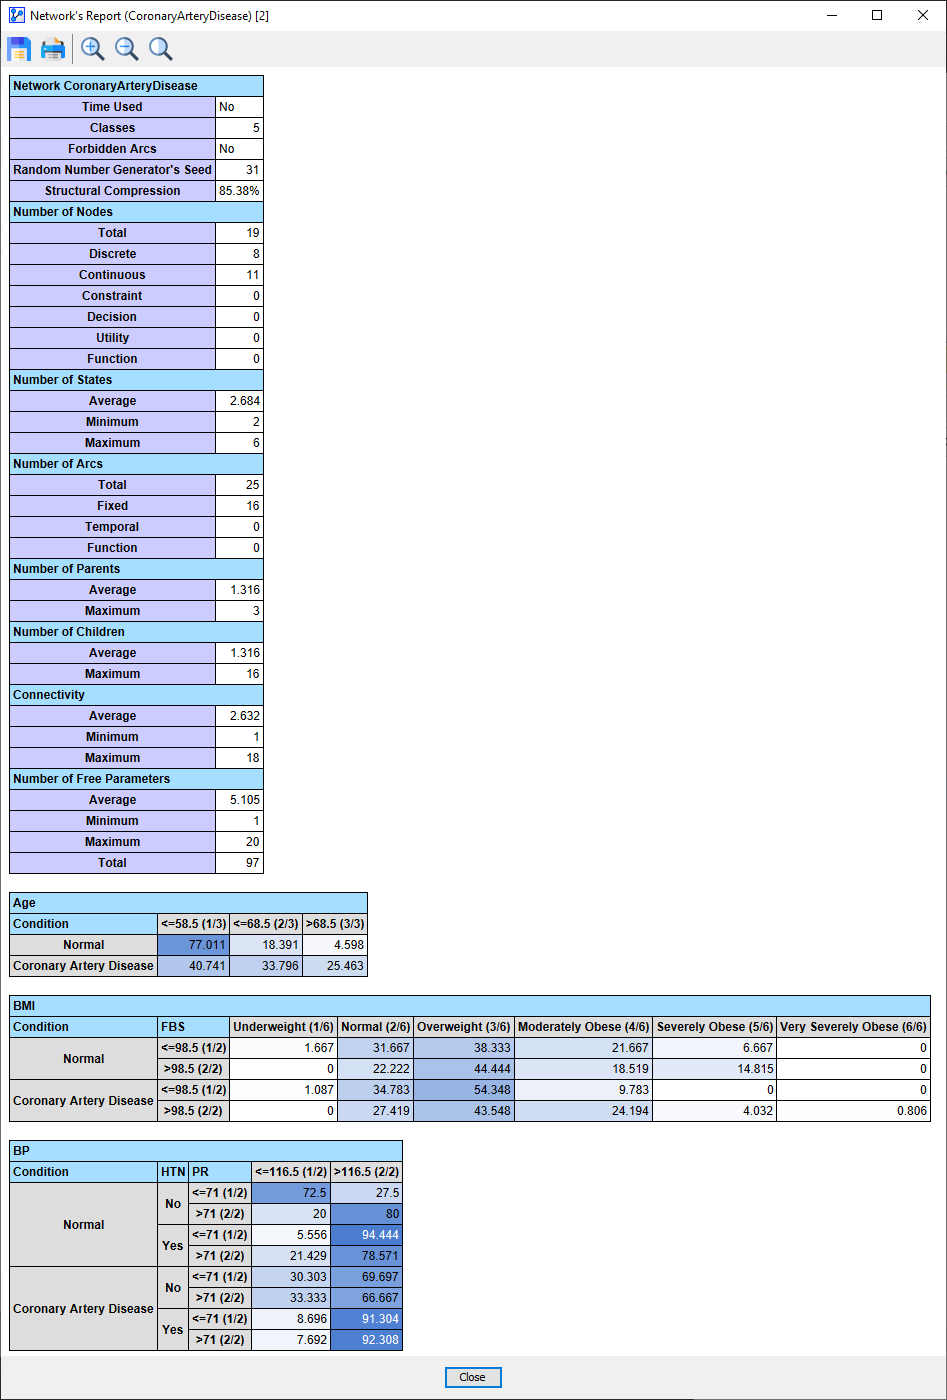 Network's Report (CoronaryArteryDisease) [2]
Network CoronaryArteryDisease
Time Used No
Classes 5
Forbidden Arcs No
Random Number Generator's Seed 31
Structural Compression 85.38%
Number of Nodes
Total 19
Discrete 8
Continuous 11
Constraint 0
Decision 0
Utility 0
Function 0
Number of States
Average 2.684
Minimum 2
Maximum 6
Number of Arcs
Total 25
Fixed 16
Temporal 0
Function 0
Number of Parents
Average 1.316
Maximum 3
Number of Children
Average 1.316
Maximum 16
Connectivity
Average 2.632
Minimum 1
Maximum 18
Number of Free Parameters
Average 5.105
Minimum 1
Maximum 20
Total 97
Age
Condition <=58.5 (1/3) <=68.5 (2/3) >68.5 (3/3)
Normal 77.011 18.391 4.598
Coronary Artery Disease 40.741 33.796 25.463
BMI
Condition FBS Underweight (1/6) Normal (2/6) Overweight (3/6) Moderately Obese (4/6) Severely Obese (5/6) Very Severely Obese (6/6)
Normal <=98.5 (1/2) 1.667 31.667 38.333 21.667 6.667 0
>98.5 (2/2) 0 22.222 44.444 18.519 14.815 0
Coronary Artery Disease <=98.5 (1/2) 1.087 34.783 54.348 9.783 0 0
>98.5 (2/2) 0 27.419 43.548 24.194 4.032 0.806
BP
Condition HTN PR <=116.5 (1/2) >116.5 (2/2)
Normal No <=71 (1/2) 72.5 27.5
>71 (2/2) 20 80
Yes <=71 (1/2) 5.556 94.444
>71 (2/2) 21.429 78.571
Coronary Artery Disease No <=71 (1/2) 30.303 69.697
>71 (2/2) 33.333 66.667
Yes <=71 (1/2) 8.696 91.304
>71 (2/2) 7.692 92.308
Close